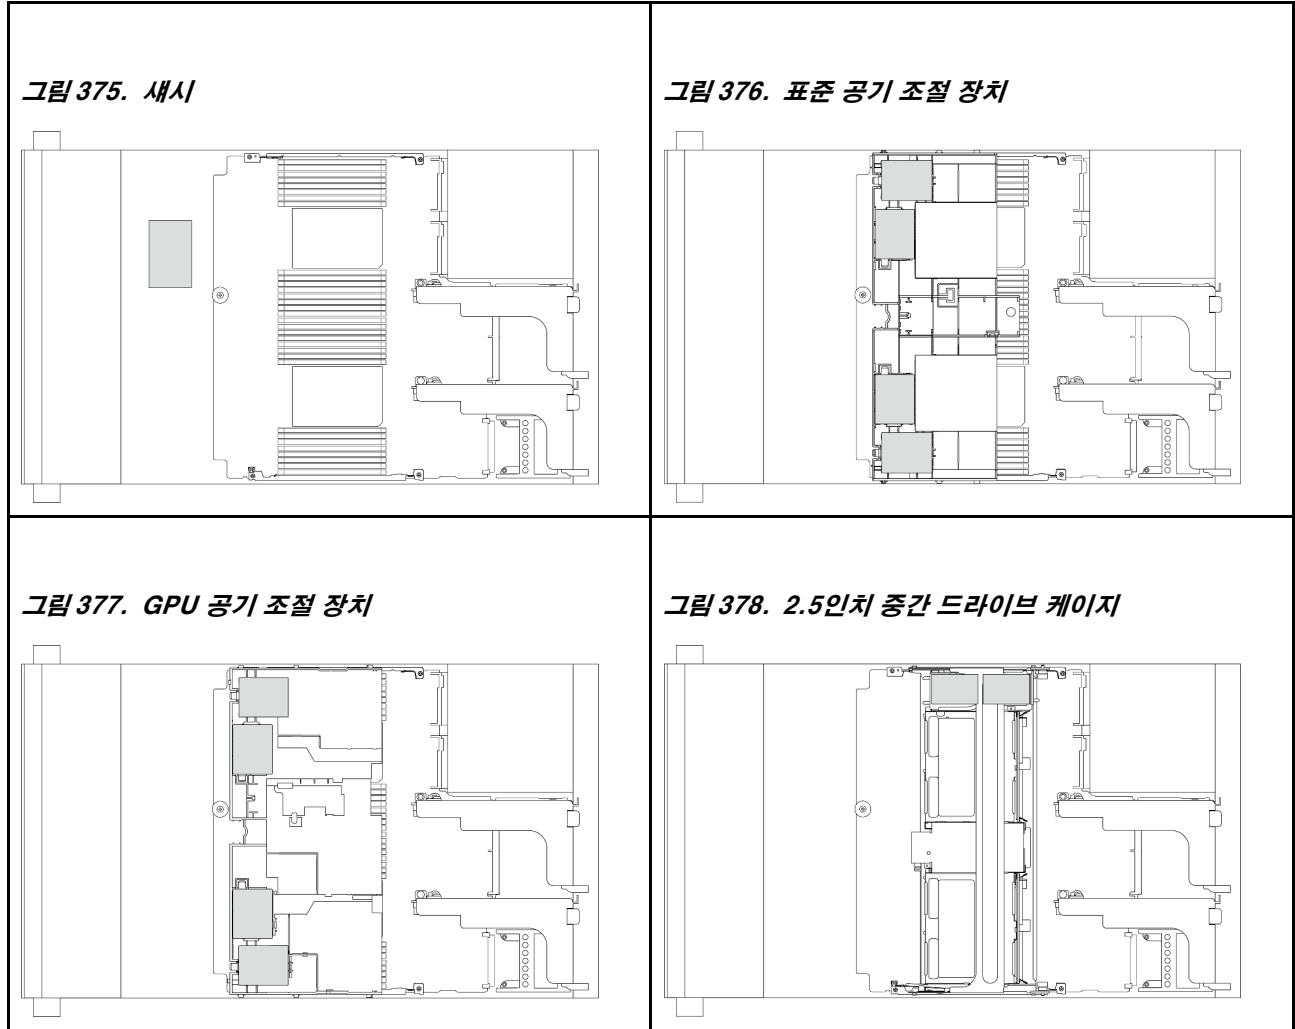 그림 375. 섀시
그림 376. 표준 공기 조절 장치
그림 377. GPU 공기 조절 장치
그림 378. 2.5인치 중간 드라이브 케이지